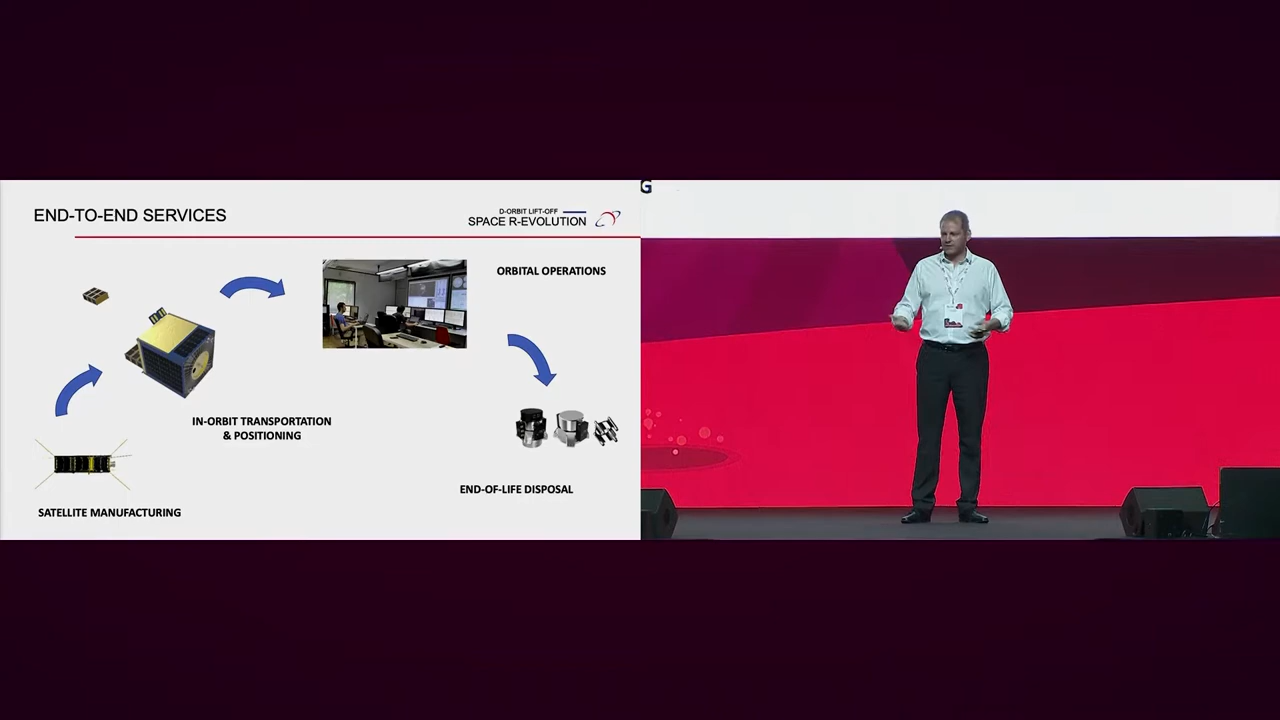 END-TO-END SERVICES
D-ORBIT LIFT-OFF
SPACE R-EVOLUTION
ORBITAL OPERATIONS
IN-ORBIT TRANSPORTATION
& POSITIONING
END-OF-LIFE DISPOSAL
SATELLITE MANUFACTURING
G